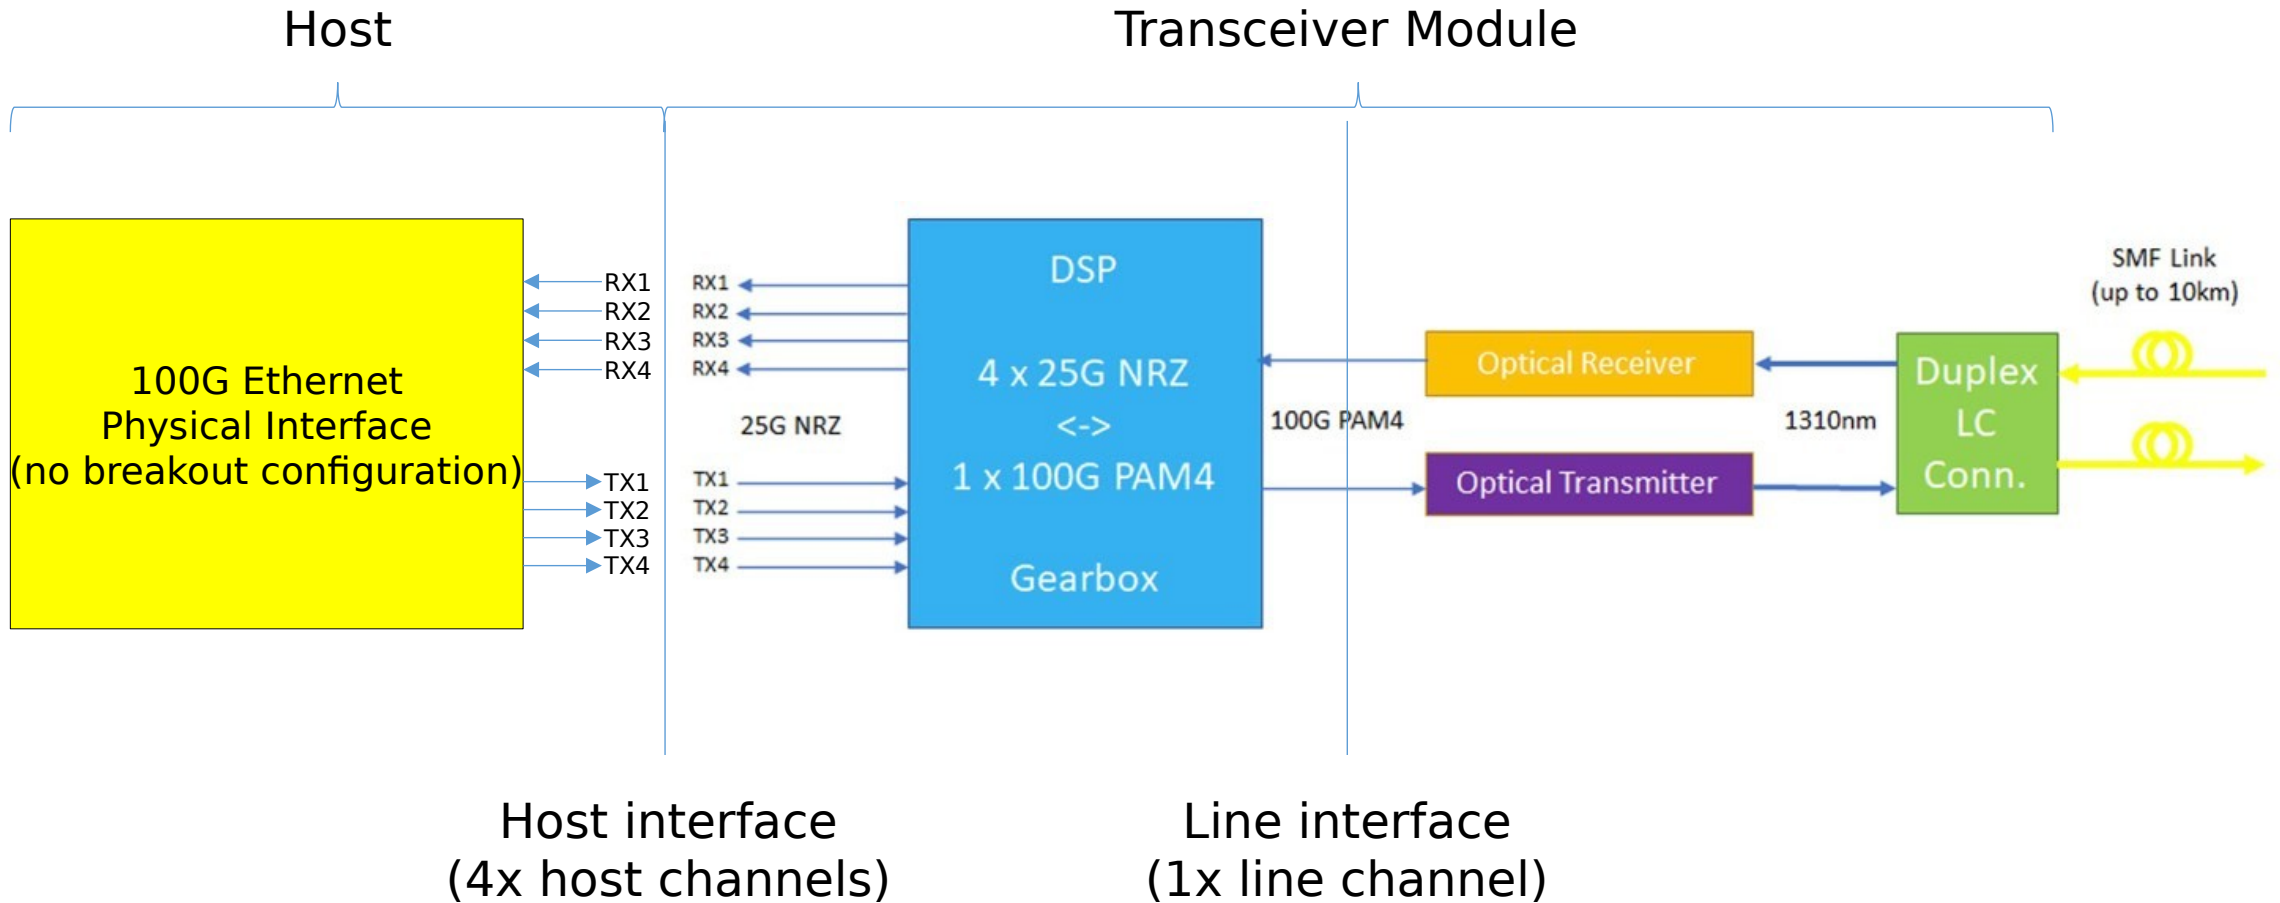 Host
Transceiver Module
100G Ethernet
Physical Interface
(no breakout configuration)
RX1
RX2
RX3
RX4
TX1
TX2
TX3
TX4
RX1
RX2
RX3
RX4
25G NRZ
TX1
TX2
TX3
TX4
DSP
4 x 25G NRZ
<->
1 x 100G PAM4
Gearbox
100G PAM4
Optical Receiver
Optical Transmitter
1310nm
Duplex
LC
Conn.
SMF Link
(up to 10km)
Host interface
(4x host channels)
Line interface
(1x line channel)